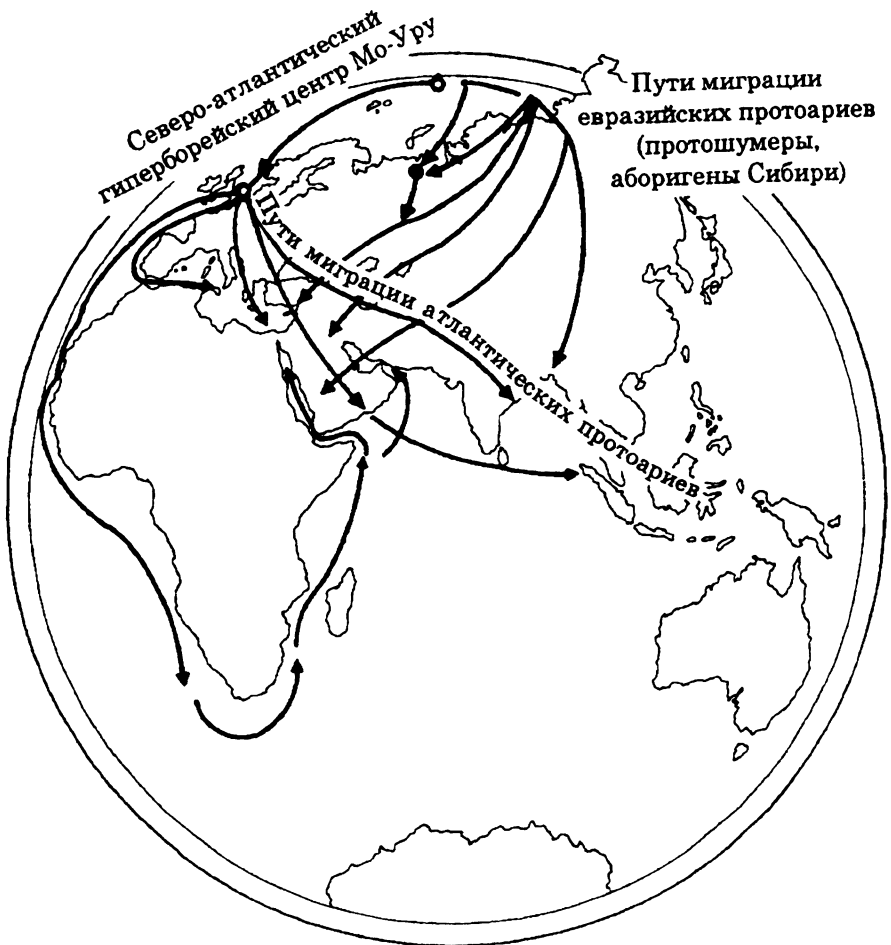 Северо-атлантический
гиперборейский центр Мо-Уру
Пути миграции
евразийских протоариев
(протошумеры,
аборигены Сибири)
Пути миграции атлантических протоариев